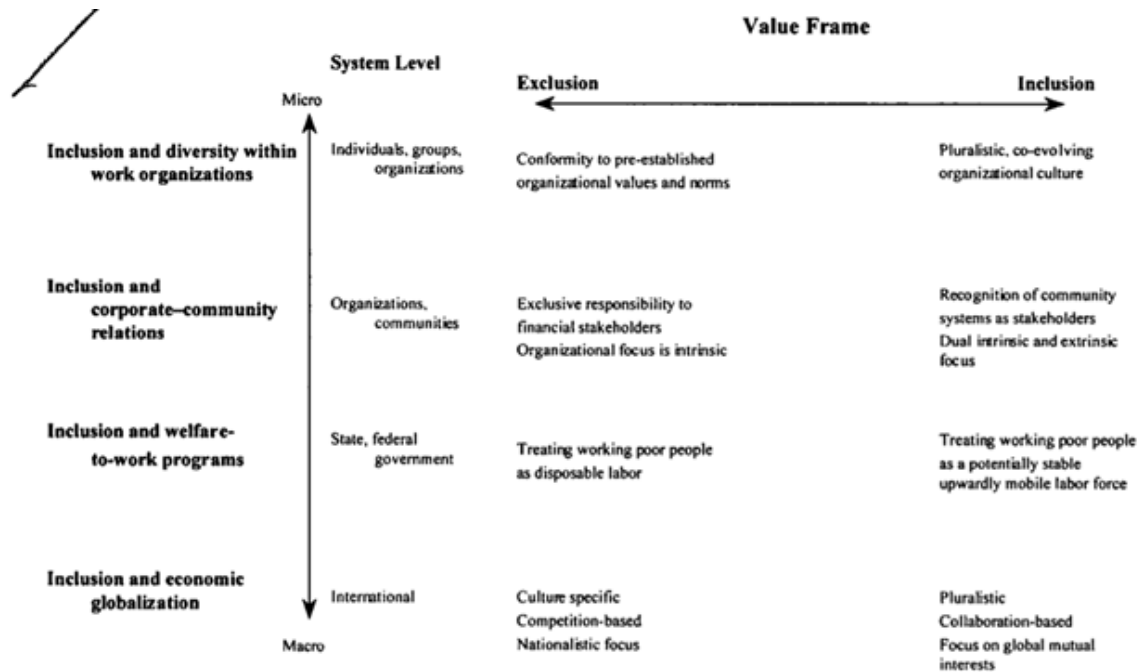 Value Frame
System Level
Exclusion
Inclusion
Micro
Inclusion and diversity within
work organizations
Individuals, groups,
organizations
Conformity to pre-established
organizational values and norms
Pluralistic, co-evolving
organizational culture
Inclusion and
corporate–community
relations
Organizations,
communities
Exclusive responsibility to
financial stakeholders
Organizational focus is intrinsic
Recognition of community
systems as stakeholders
Dual intrinsic and extrinsic
focus
Inclusion and welfare-
to-work programs
State, federal
government
Treating working poor people
as disposable labor
Treating working poor people
as a potentially stable
upwardly mobile labor force
Inclusion and economic
globalization
International
Culture specific
Competition-based
Nationalistic focus
Pluralistic
Collaboration-based
Focus on global mutual
interests
Macro